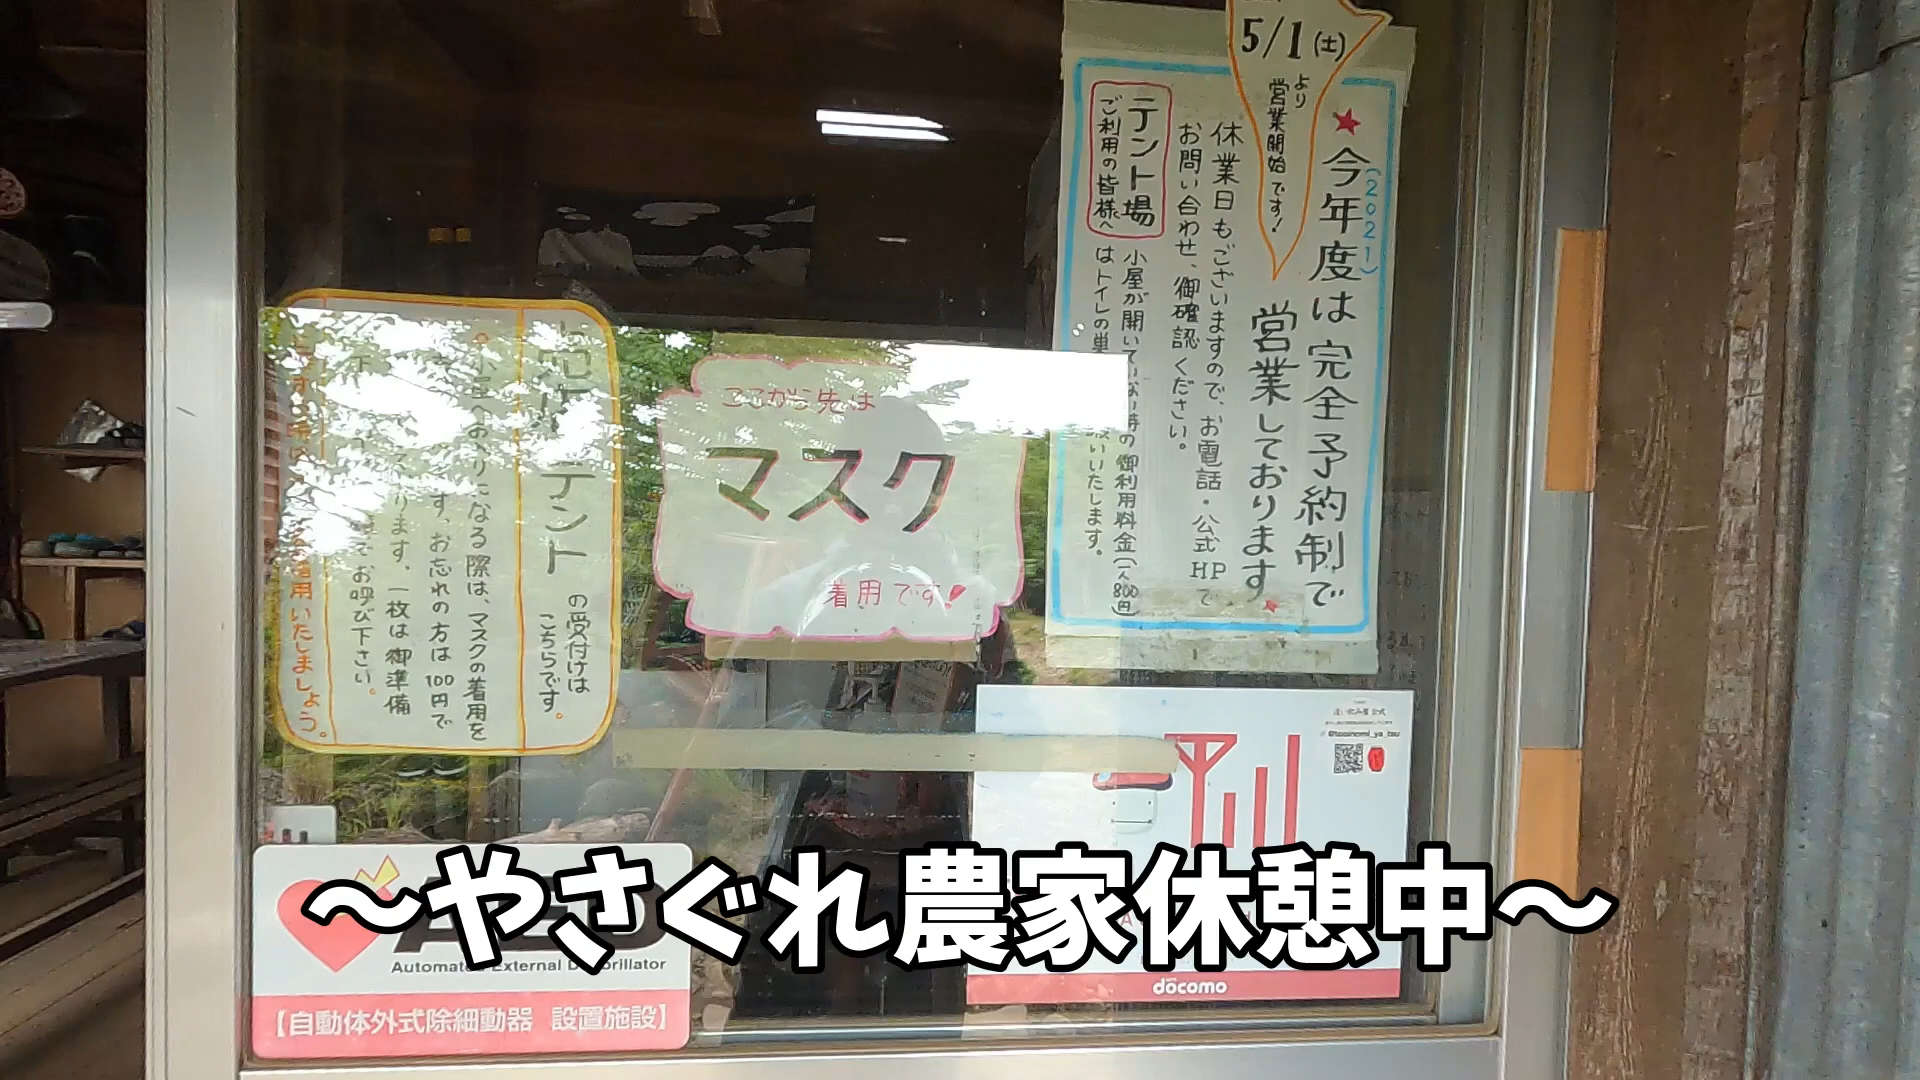 5/1(土)
より
営業開始です!
★今年度は完全予約制で
(2021)
営業しております
休業日もございますので、お電話・公式HPで
お問い合わせ、御確認ください。
テント場
ご利用の皆様へ
小屋が開いてない時の御利用料金(一人800円)
はトイレの
いいたします。
ここから先は
マスク
着用です
テント
の受付けは
こちらです。
になる際は、マスクの着用を
す、お忘れの方は100円で
ります。一枚は御準備
でお呼び下さい。
着用いたしましょう。
@tooinomi_ya_tsu
Automated External Defibrillator
【自動体外式除細動器 設置施設】
docomo
〜やさぐれ農家休憩中〜